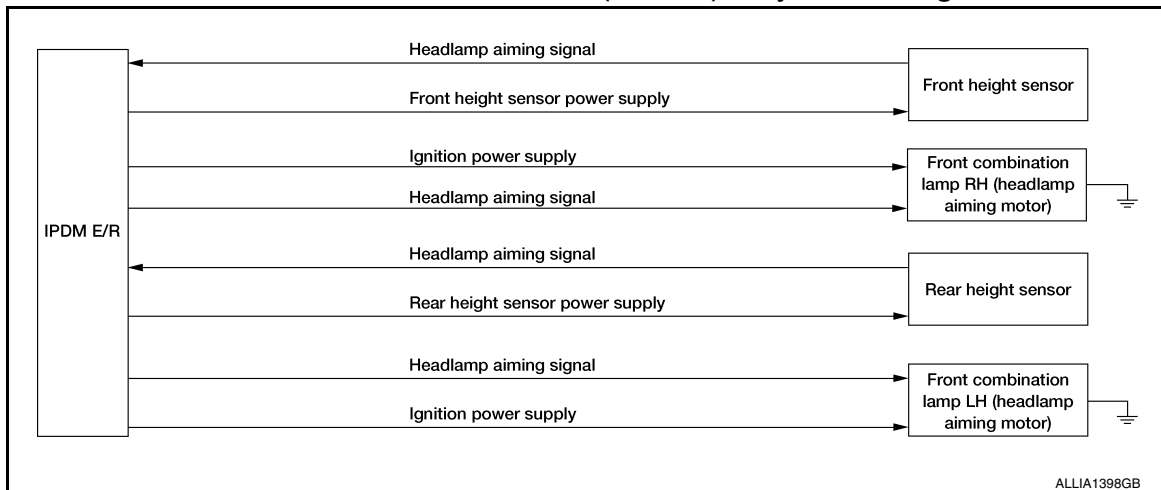 Headlamp aiming signal
Front height sensor
Front height sensor power supply
Ignition power supply
Front combination
lamp RH (headlamp
aiming motor)
Headlamp aiming signal
IPDM E/R
Headlamp aiming signal
Rear height sensor
Rear height sensor power supply
Headlamp aiming signal
Front combination
lamp LH (headlamp
aiming motor)
Ignition power supply
ALLIA1398GB